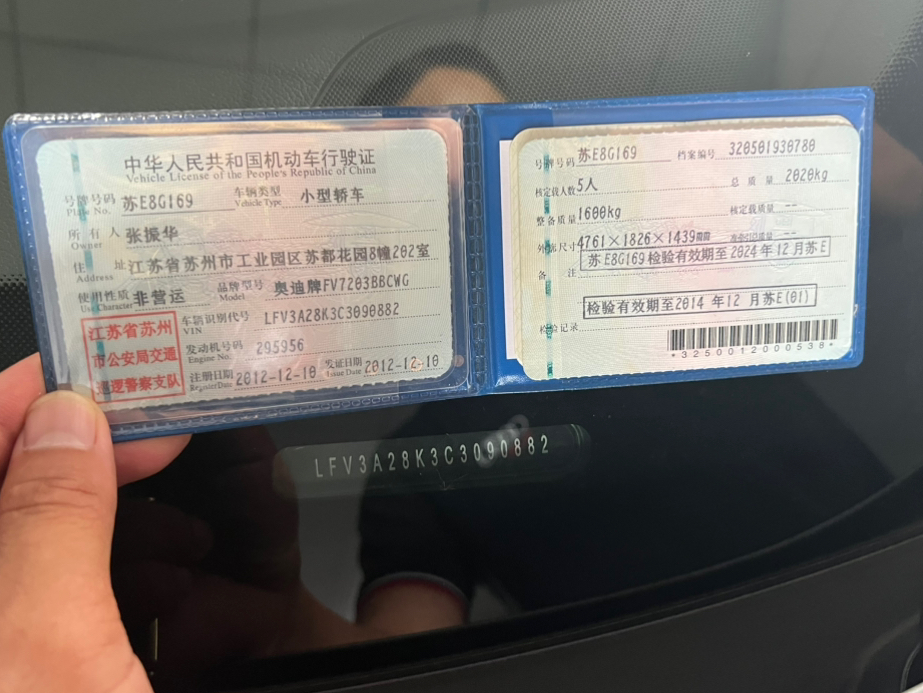 中华人民共和国机动车行驶证
Vehicle License of the People's Republic of China
号牌号码 苏E8G169 车辆类型 小型轿车
Plate No. Vehicle Type
所有人 张振华
Owner
住址 江苏省苏州市工业园区苏都花园8幢202室
Address
使用性质 非营运 品牌型号 奥迪牌FV7203BBCWG
Use Character Model
江苏省苏州
市公安局交通
巡逻警察支队
车辆识别代号 LFV3A28K3C3090882
VIN
发动机号码 295956
Engine No.
注册日期 2012-12-10 发证日期 2012-12-10
Register Date Issue Date
号牌号码 苏E8G169 档案编号 320501930780
核定载人数 5人 总质量 2020kg
整备质量 1600kg 核定载质量 --
外廓尺寸 4761×1826×1439 --
苏E8G169检验有效期至2024年12月苏E
备注
检验有效期至2014年12月苏E(01)
检验记录
*3250012000538*
LFV3A28K3C3090882